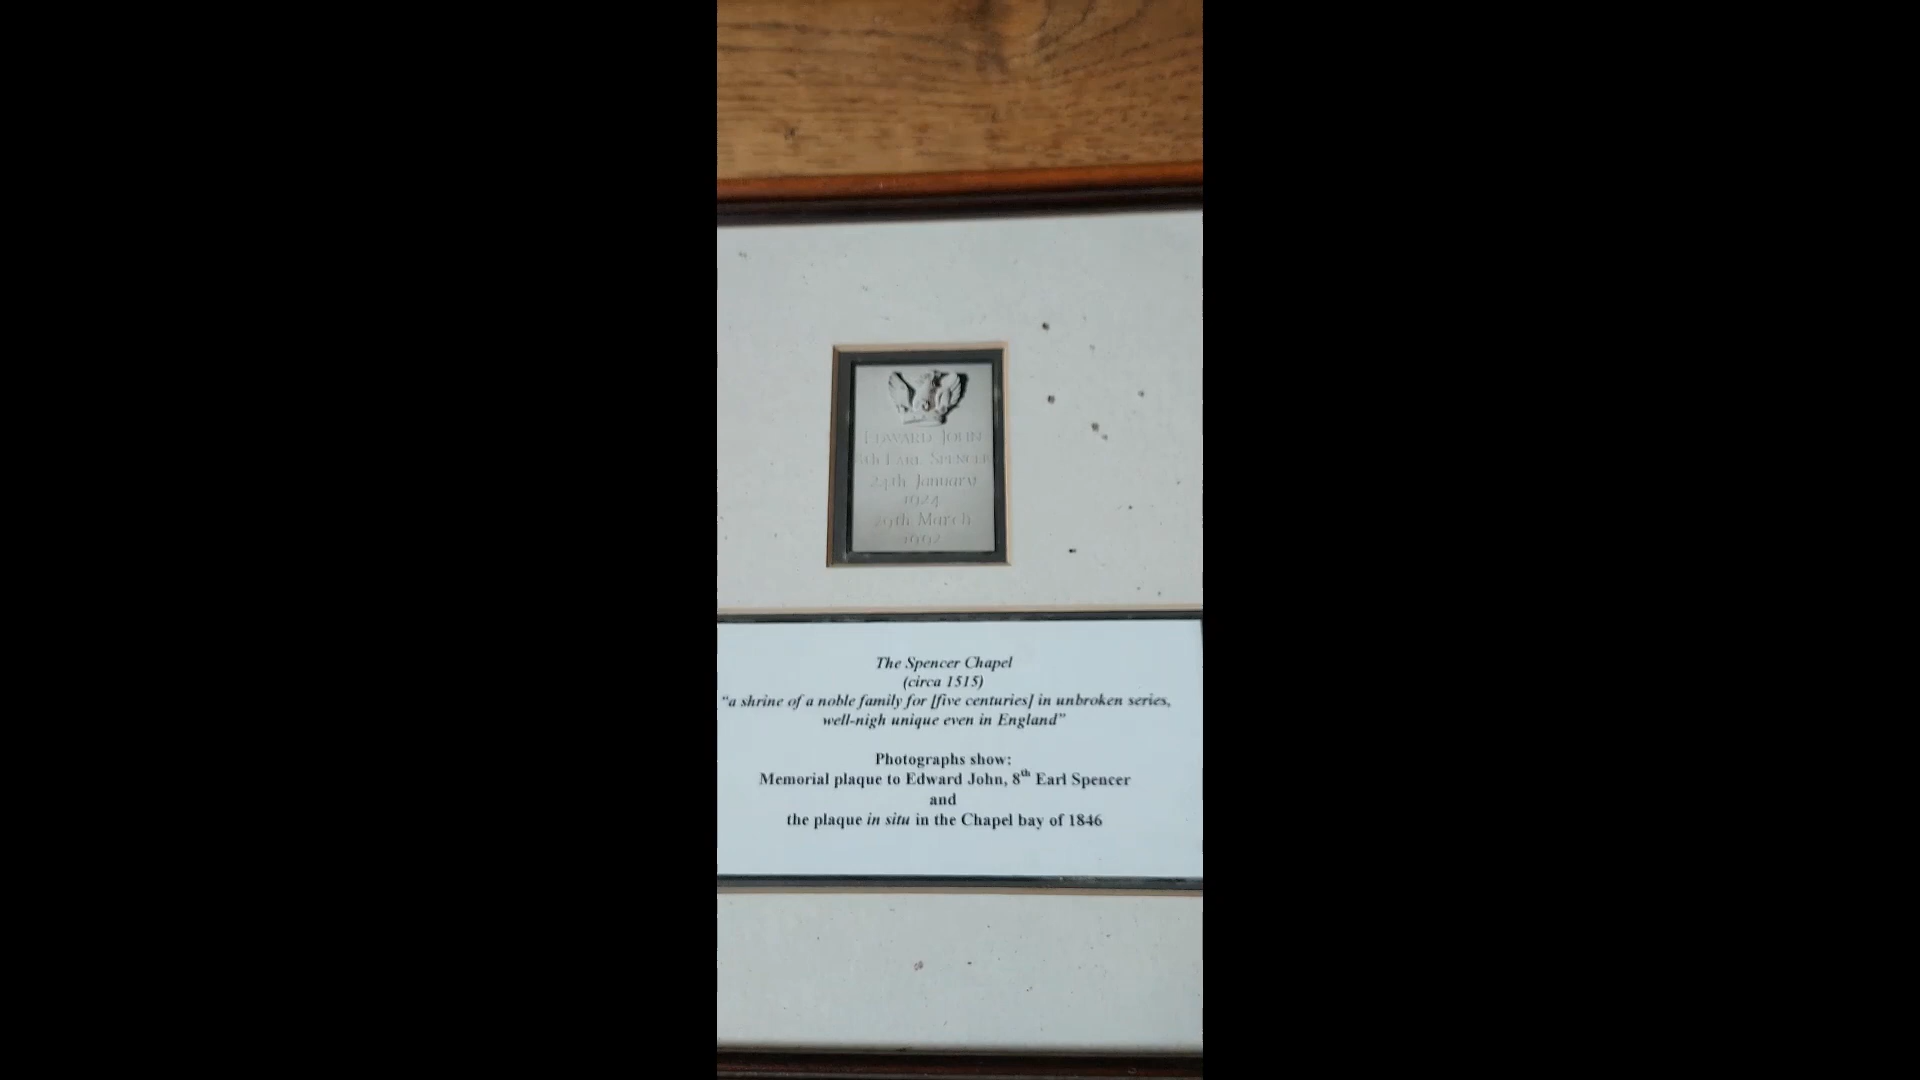 EDWARD JOHN
8th EARL SPENCER
24th January
1924
29th March
1992
The Spencer Chapel
(circa 1515)
“a shrine of a noble family for [five centuries] in unbroken series,
well-nigh unique even in England”
Photographs show:
Memorial plaque to Edward John, 8th Earl Spencer
and
the plaque in situ in the Chapel bay of 1846